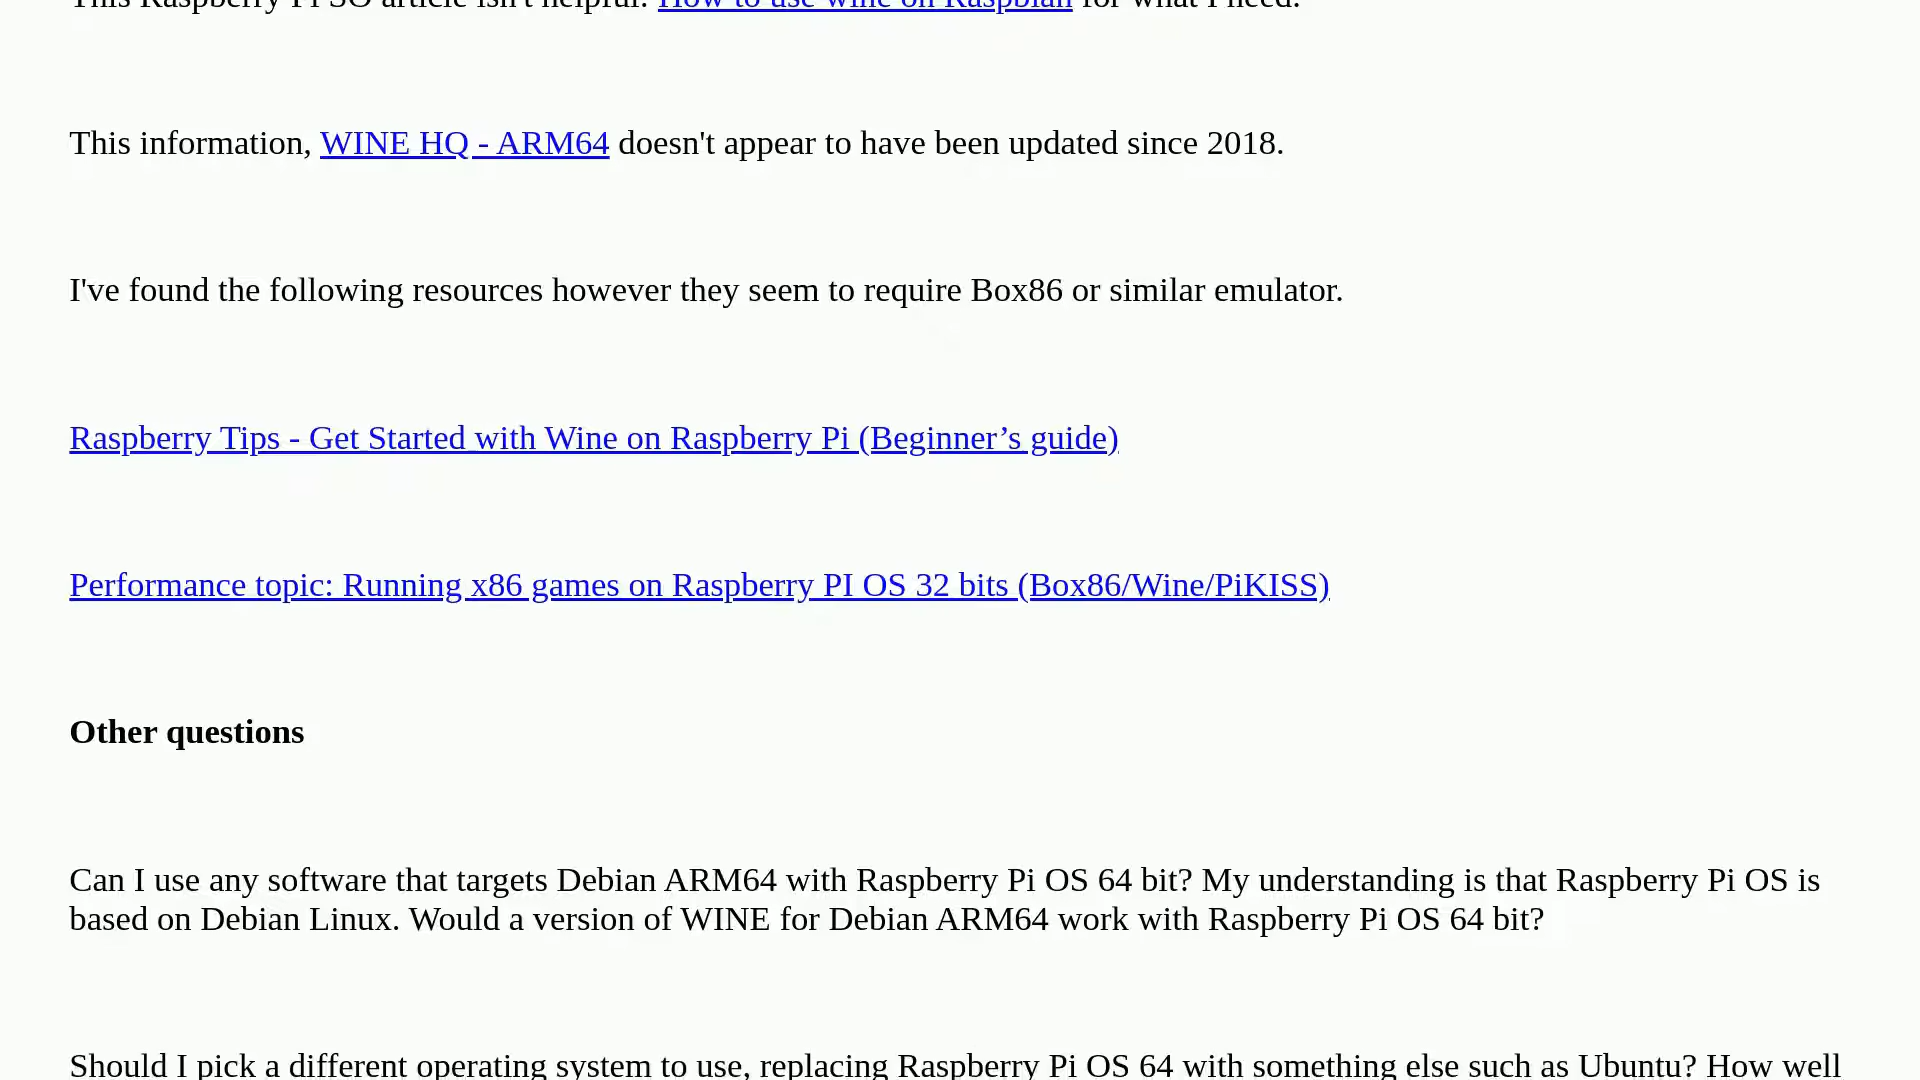 This Raspberry Pi SO article isn't helpful. How to use wine on Raspbian for what I need.
This information, WINE HQ - ARM64 doesn't appear to have been updated since 2018.
I've found the following resources however they seem to require Box86 or similar emulator.
Raspberry Tips - Get Started with Wine on Raspberry Pi (Beginner’s guide)
Performance topic: Running x86 games on Raspberry PI OS 32 bits (Box86/Wine/PiKISS)
Other questions
Can I use any software that targets Debian ARM64 with Raspberry Pi OS 64 bit? My understanding is that Raspberry Pi OS is
based on Debian Linux. Would a version of WINE for Debian ARM64 work with Raspberry Pi OS 64 bit?
Should I pick a different operating system to use, replacing Raspberry Pi OS 64 with something else such as Ubuntu? How well